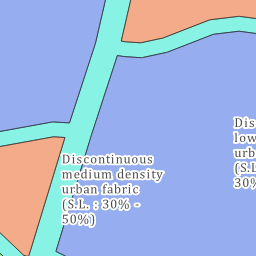 Discontinuous
medium density
urban fabric
(S.L. : 30% -
50%)
Dis
low
urb
(S.L
30%